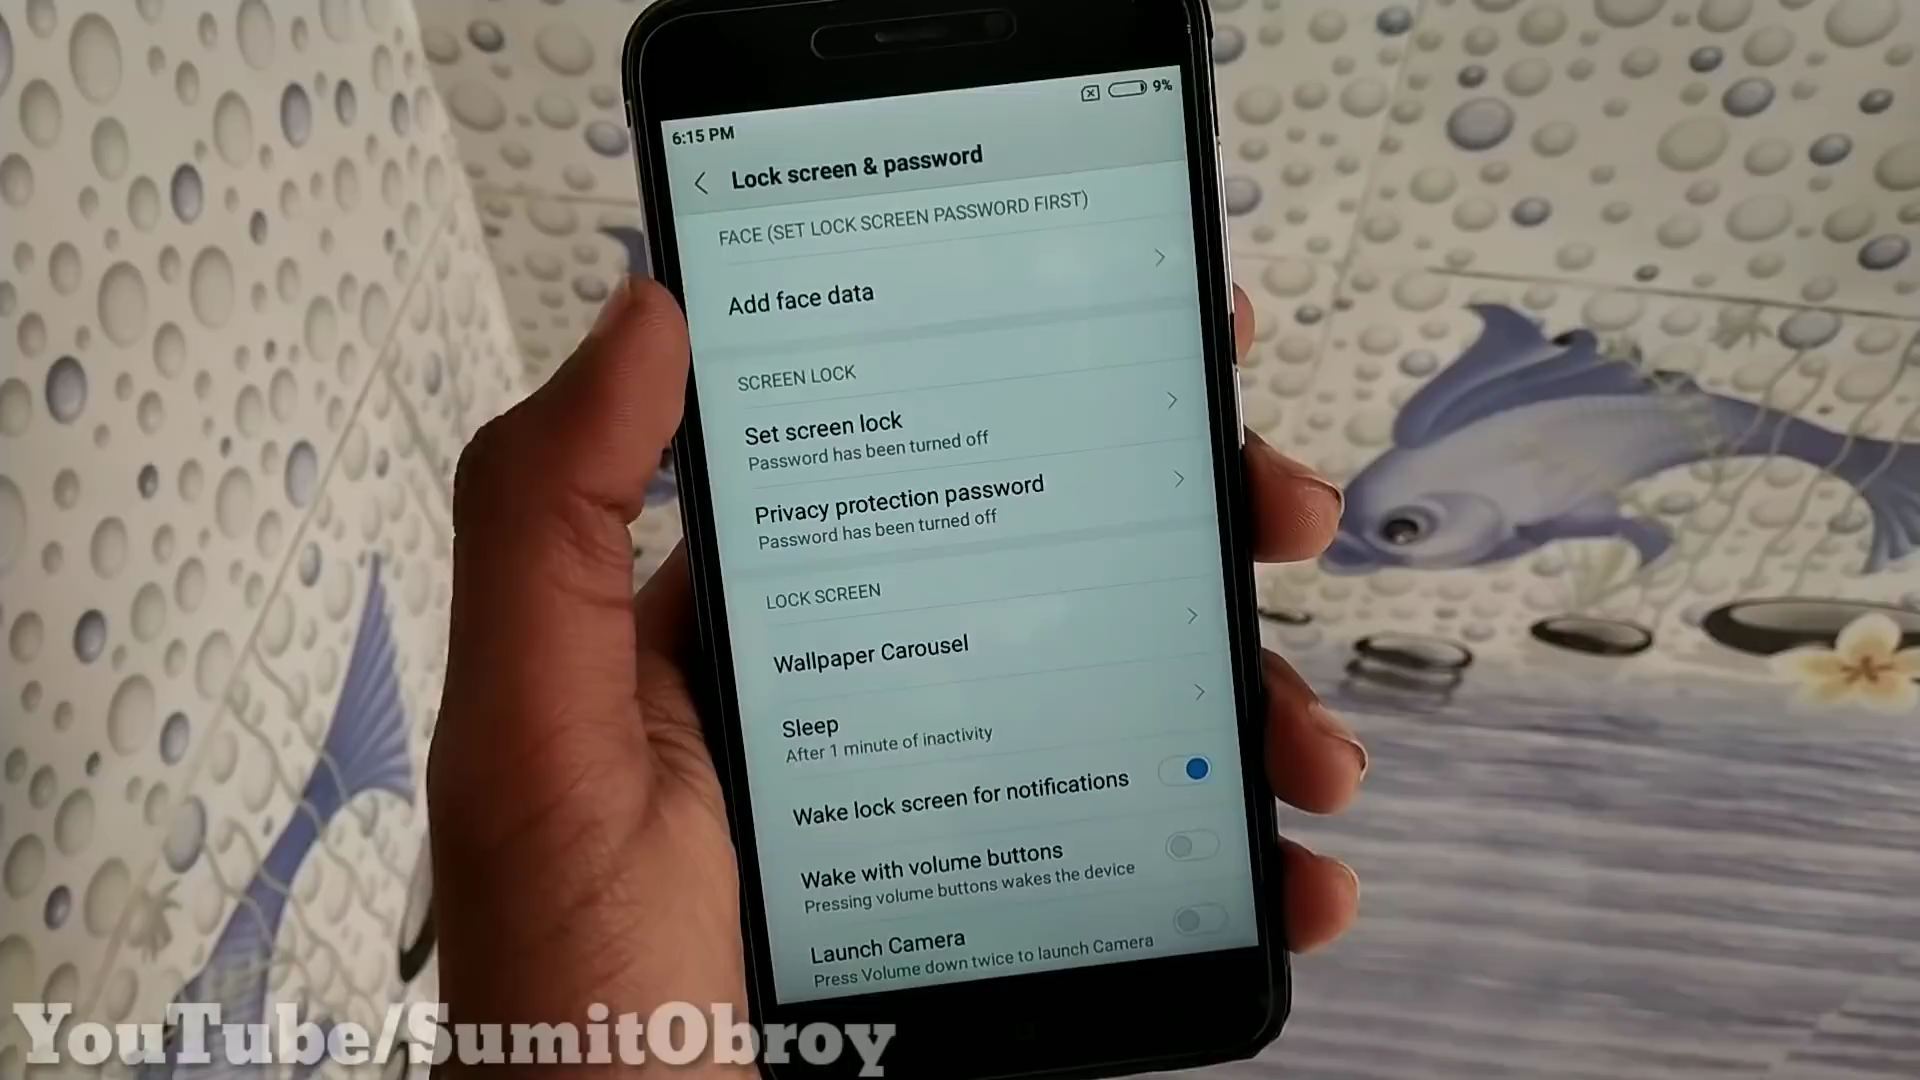 9%
6:15 PM
Lock screen & password
FACE (SET LOCK SCREEN PASSWORD FIRST)
Add face data
SCREEN LOCK
Set screen lock
Password has been turned off
Privacy protection password
Password has been turned off
LOCK SCREEN
Wallpaper Carousel
Sleep
After 1 minute of inactivity
Wake lock screen for notifications
Wake with volume buttons
Pressing volume buttons wakes the device
Launch Camera
Press Volume down twice to launch Camera
YouTube/SumitObroy